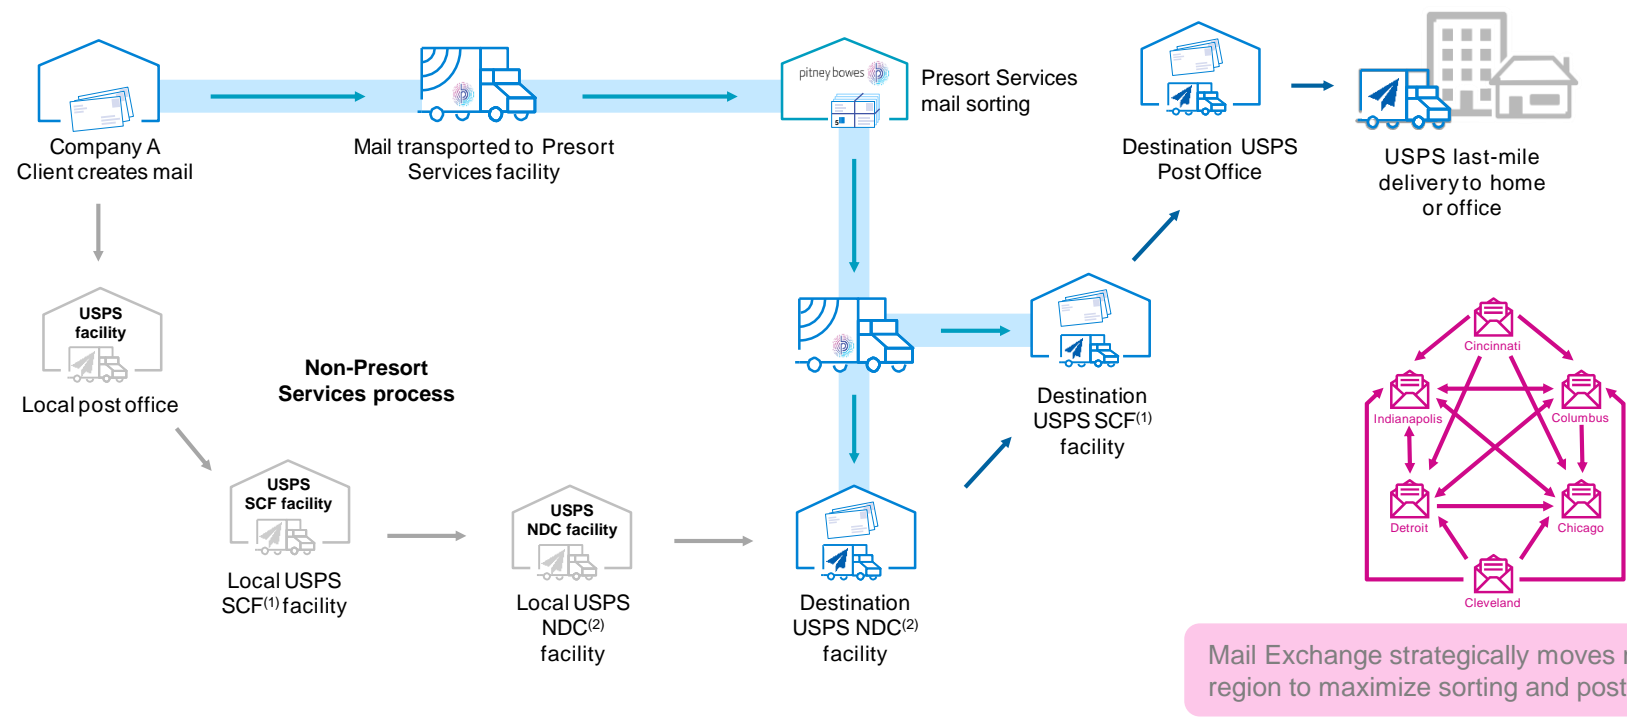 Company A
Client creates mail
Mail transported to Presort
Services facility
pitney bowes
Presort Services
mail sorting
Destination USPS
Post Office
USPS last-mile
delivery to home
or office
USPS
facility
Local post office
Non-Presort
Services process
USPS
SCF facility
Local USPS
SCF(1) facility
USPS
NDC facility
Local USPS
NDC(2)
facility
Destination
USPS NDC(2)
facility
Destination
USPS SCF(1)
facility
Cincinnati
Indianapolis
Columbus
Detroit
Chicago
Cleveland
Mail Exchange strategically moves
region to maximize sorting and post